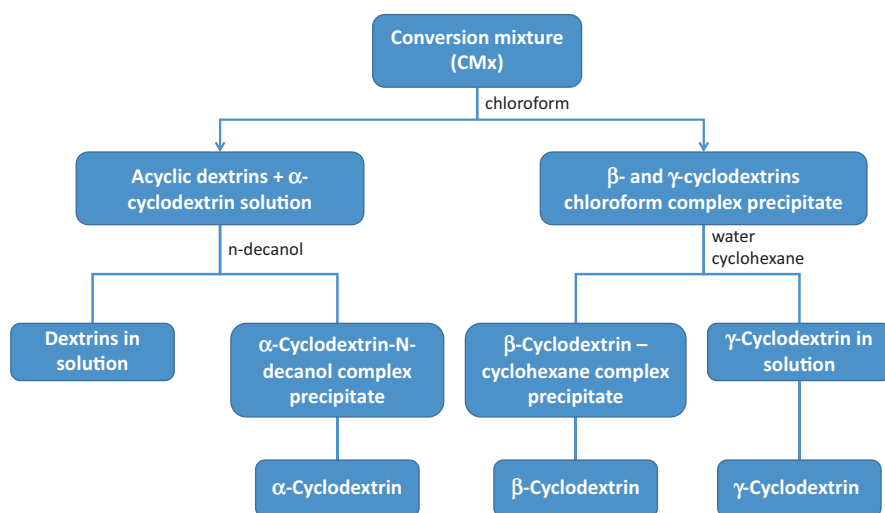 Conversion mixture
(CMx)
chloroform
Acyclic dextrins + α-
cyclodextrin solution
β- and γ-cyclodextrins
chloroform complex precipitate
n-decanol
water
cyclohexane
Dextrins in
solution
α-Cyclodextrin-N-
decanol complex
precipitate
β-Cyclodextrin –
cyclohexane complex
precipitate
γ-Cyclodextrin in
solution
α-Cyclodextrin
β-Cyclodextrin
γ-Cyclodextrin